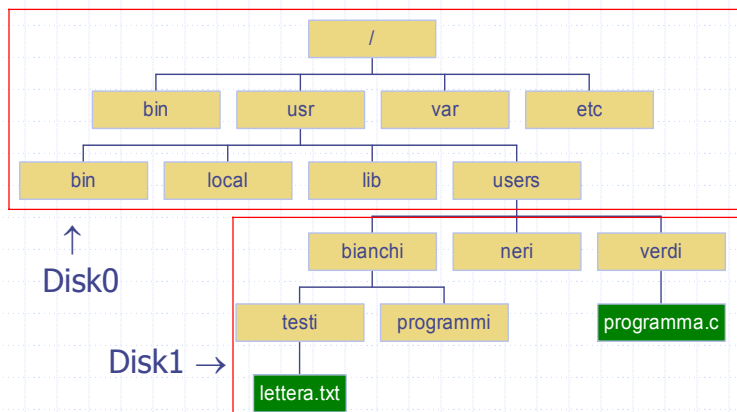 /
bin usr var etc
bin local lib users
↑
Disk0
bianchi neri verdi
testi programmi programma.c
Disk1 →
lettera.txt